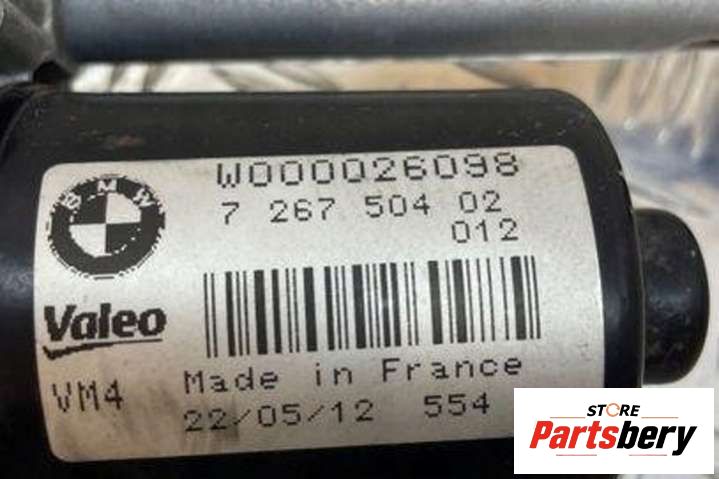 BMW
W000026098
7 267 504 02
012
Valeo
VM4
Made in France
22/05/12 554
STORE
Partsbery